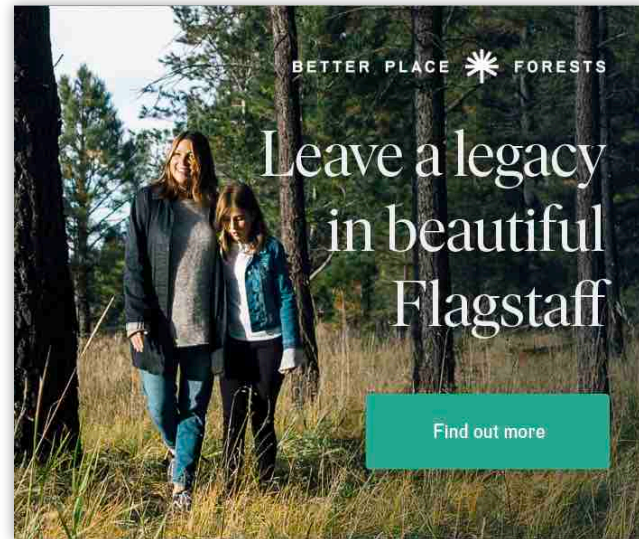 BETTER PLACE FORESTS
Leave a legacy
in beautiful
Flagstaff
Find out more